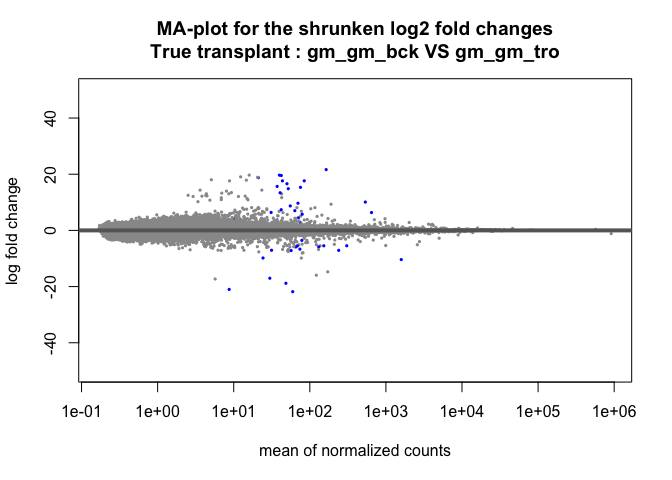 MA-plot for the shrunken log2 fold changes
True transplant : gm_gm_bck VS gm_gm_tro
log fold change
40
20
0
-20
-40
1e-01 1e+00 1e+01 1e+02 1e+03 1e+04 1e+05 1e+06
mean of normalized counts